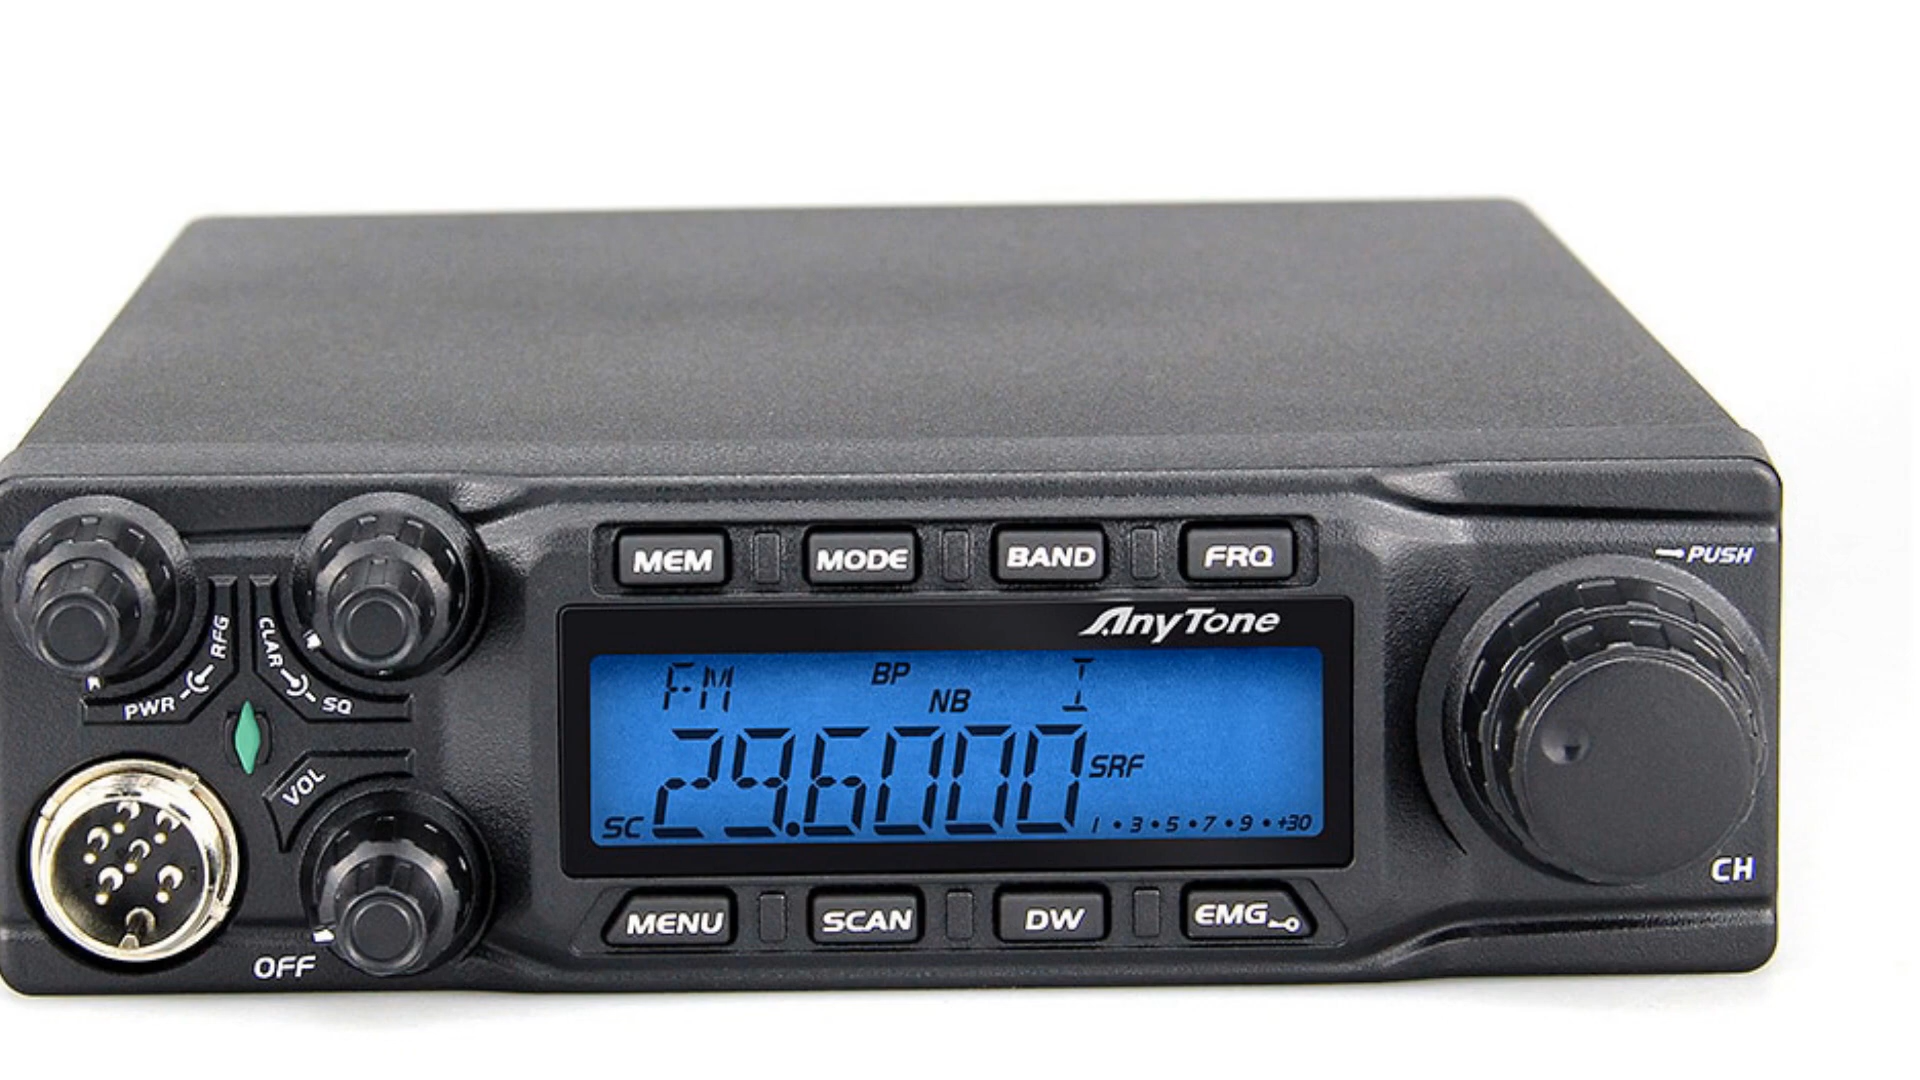 MEM MODE BAND FRQ
PUSH
AnyTone
RFG CLAR
PWR SQ
FM BP I
NB
29.6000 SRF
SC 1 • 3 • 5 • 7 • 9 • +30
VOL
CH
MENU SCAN DW EMG
OFF